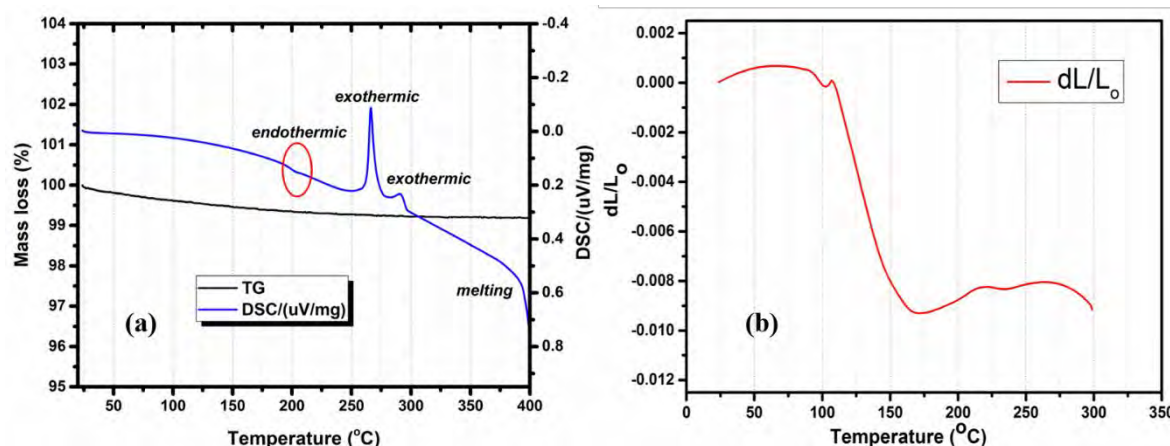 104
103
102
101
100
99
98
97
96
95
Mass loss (%)
50 100 150 200 250 300 350 400
Temperature (°C)
-0.4
-0.2
0.0
0.2
0.4
0.6
0.8
DSC/(uV/mg)
exothermic
endothermic
exothermic
melting
TG
DSC/(uV/mg)
(a)
0.002
0.000
-0.002
-0.004
-0.006
-0.008
-0.010
-0.012
dL/Lo
0 50 100 150 200 250 300 350
Temperature (°C)
dL/Lo
(b)